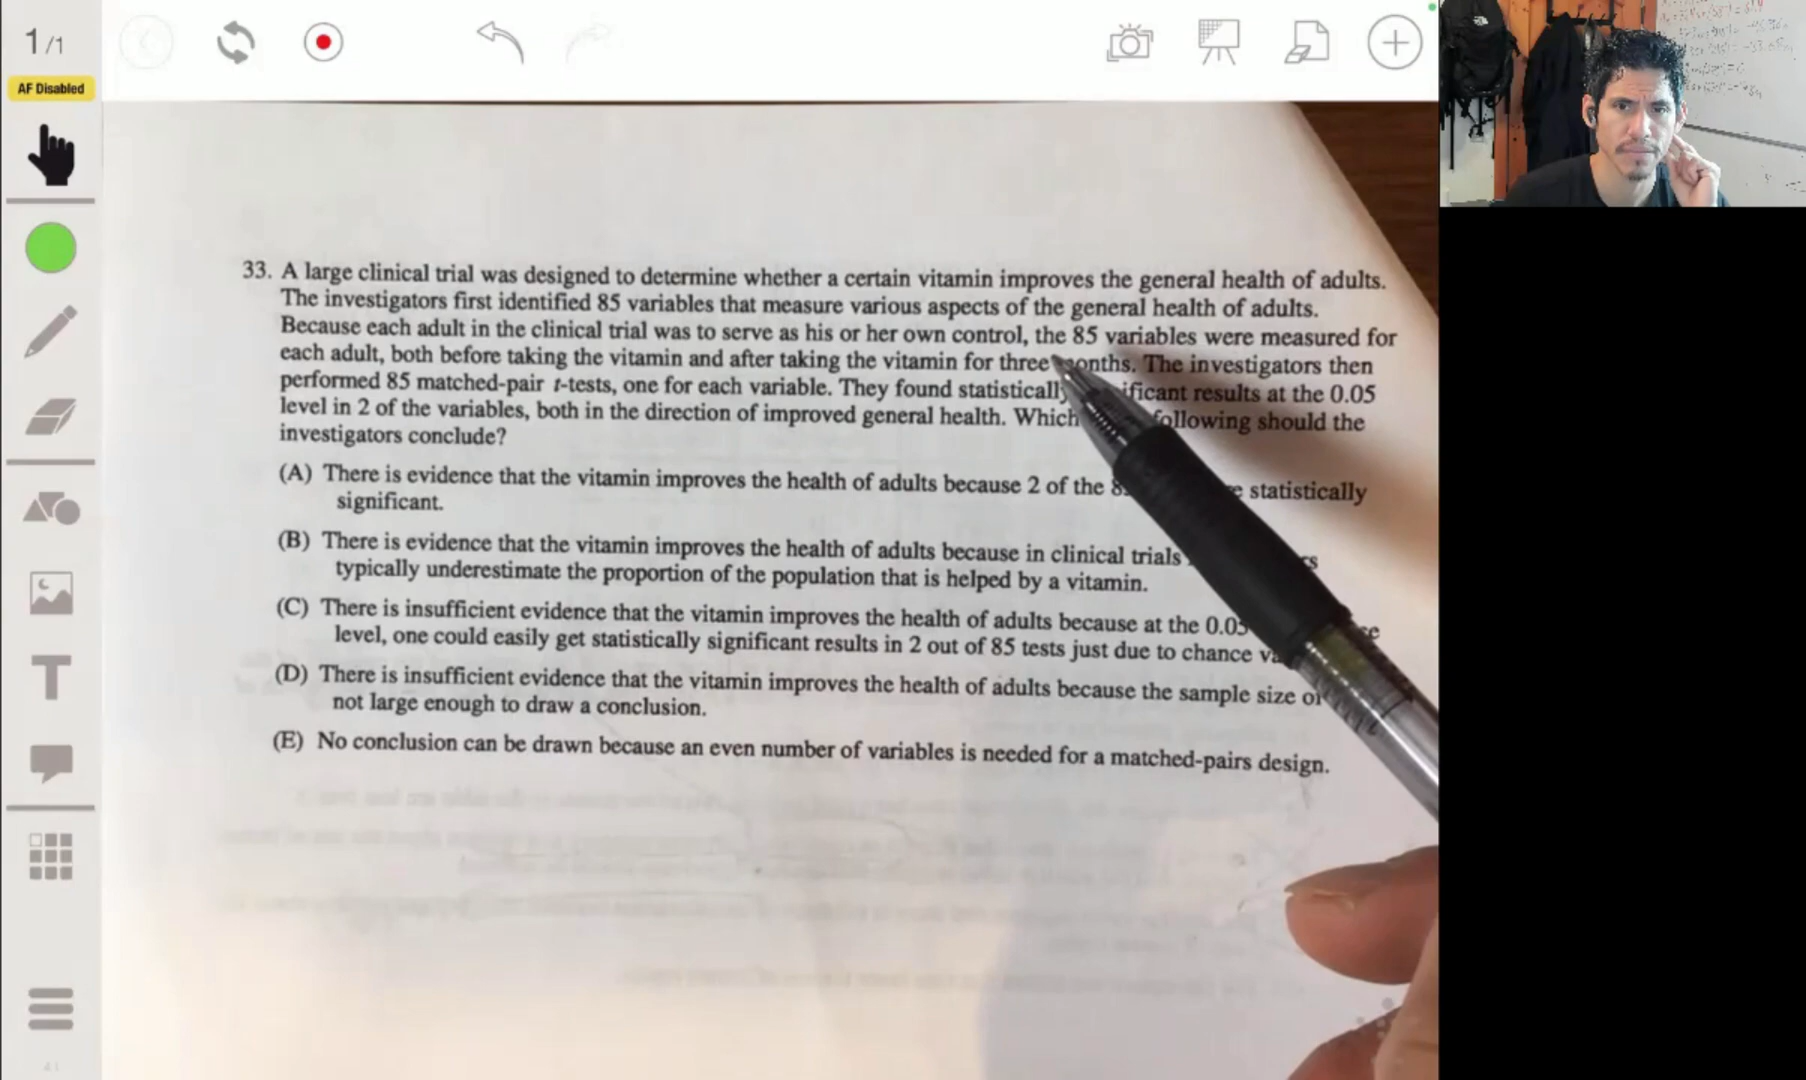 1/1
AF Disabled
33. A large clinical trial was designed to determine whether a certain vitamin improves the general health of adults.
The investigators first identified 85 variables that measure various aspects of the general health of adults.
Because each adult in the clinical trial was to serve as his or her own control, the 85 variables were measured for
each adult, both before taking the vitamin and after taking the vitamin for three months. The investigators then
performed 85 matched-pair t-tests, one for each variable. They found statistically significant results at the 0.05
level in 2 of the variables, both in the direction of improved general health. Which following should the
investigators conclude?
(A) There is evidence that the vitamin improves the health of adults because 2 of the statistically
significant.
(B) There is evidence that the vitamin improves the health of adults because in clinical trials
typically underestimate the proportion of the population that is helped by a vitamin.
(C) There is insufficient evidence that the vitamin improves the health of adults because at the 0.05
level, one could easily get statistically significant results in 2 out of 85 tests just due to chance
(D) There is insufficient evidence that the vitamin improves the health of adults because the sample size
not large enough to draw a conclusion.
(E) No conclusion can be drawn because an even number of variables is needed for a matched-pairs design.
T